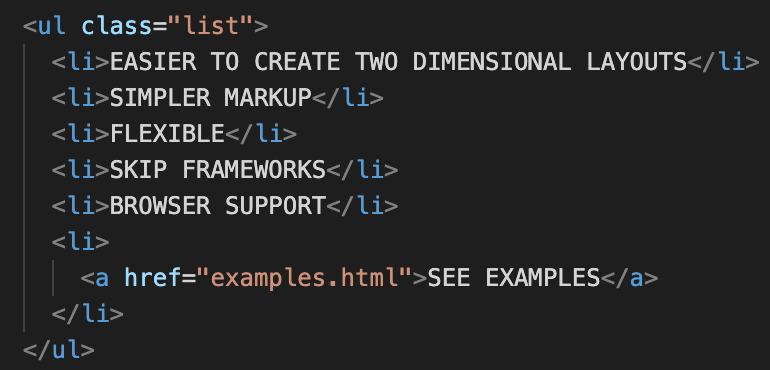 <ul class="list">
<li>EASIER TO CREATE TWO DIMENSIONAL LAYOUTS</li>
<li>SIMPLER MARKUP</li>
<li>FLEXIBLE</li>
<li>SKIP FRAMEWORKS</li>
<li>BROWSER SUPPORT</li>
<li>
<a href="examples.html">SEE EXAMPLES</a>
</li>
</ul>